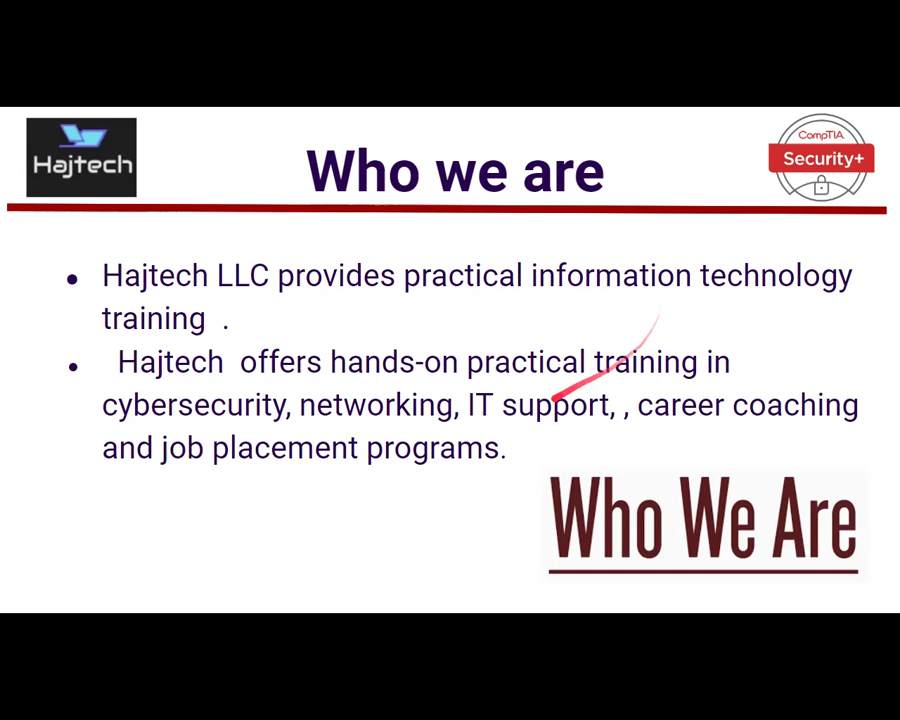 Hajtech
Who we are
CompTIA
Security+
Hajtech LLC provides practical information technology
training .
Hajtech offers hands-on practical training in
cybersecurity, networking, IT support, , career coaching
and job placement programs.
Who We Are